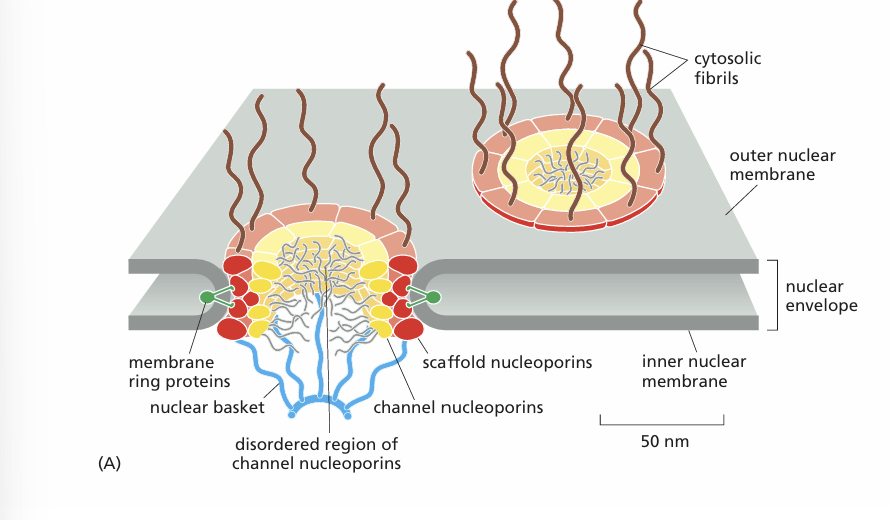 cytosolic
fibrils
outer nuclear
membrane
nuclear
envelope
membrane
ring proteins
scaffold nucleoporins
inner nuclear
membrane
nuclear basket
channel nucleoporins
disordered region of
channel nucleoporins
50 nm
(A)